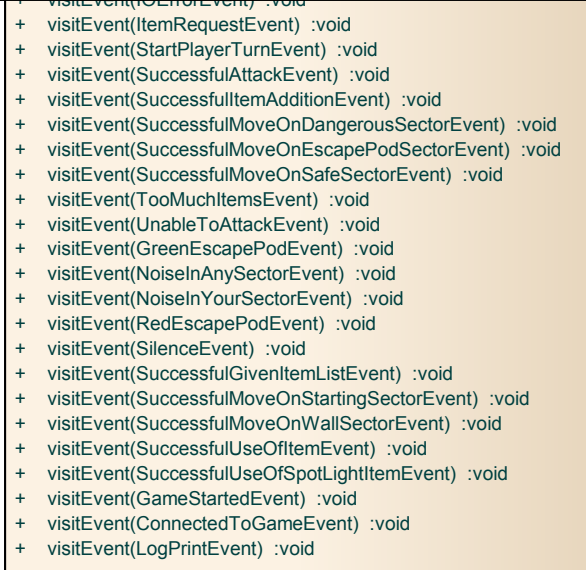 + visitEvent(IOErrorEvent) :void
+ visitEvent(ItemRequestEvent) :void
+ visitEvent(StartPlayerTurnEvent) :void
+ visitEvent(SuccessfulAttackEvent) :void
+ visitEvent(SuccessfulItemAdditionEvent) :void
+ visitEvent(SuccessfulMoveOnDangerousSectorEvent) :void
+ visitEvent(SuccessfulMoveOnEscapePodSectorEvent) :void
+ visitEvent(SuccessfulMoveOnSafeSectorEvent) :void
+ visitEvent(TooMuchItemsEvent) :void
+ visitEvent(UnableToAttackEvent) :void
+ visitEvent(GreenEscapePodEvent) :void
+ visitEvent(NoiseInAnySectorEvent) :void
+ visitEvent(NoiseInYourSectorEvent) :void
+ visitEvent(RedEscapePodEvent) :void
+ visitEvent(SilenceEvent) :void
+ visitEvent(SuccessfulGivenItemListEvent) :void
+ visitEvent(SuccessfulMoveOnStartingSectorEvent) :void
+ visitEvent(SuccessfulMoveOnWallSectorEvent) :void
+ visitEvent(SuccessfulUseOfItemEvent) :void
+ visitEvent(SuccessfulUseOfSpotLightItemEvent) :void
+ visitEvent(GameStartedEvent) :void
+ visitEvent(ConnectedToGameEvent) :void
+ visitEvent(LogPrintEvent) :void